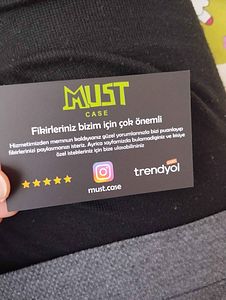 MUST
CASE
Fikirleriniz bizim için çok önemli
Hizmetimizden memnun kaldıysanız güzel yorumlarınızla bizi puanlayıp
fikirlerinizi paylaşmanızı isteriz. Ayrıca sayfamızda bulamadığınız ve kişiye
özel istekleriniz için bize ulaşabilirsiniz
must.case
trendyol
.com